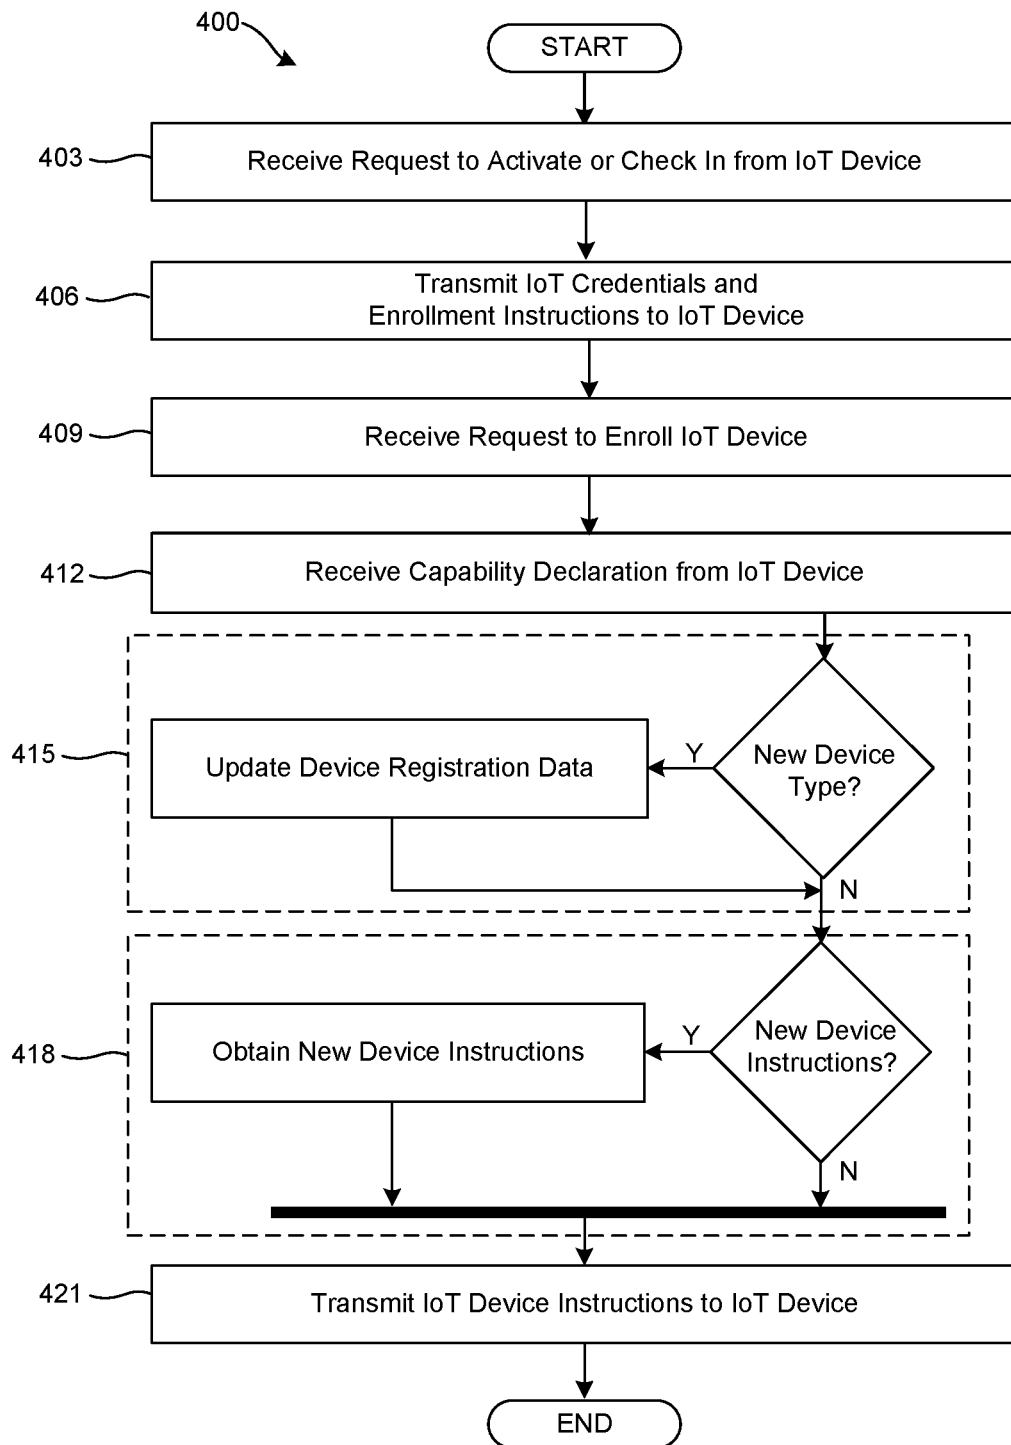 400
START
403
Receive Request to Activate or Check In from IoT Device
406
Transmit IoT Credentials and
Enrollment Instructions to IoT Device
409
Receive Request to Enroll IoT Device
412
Receive Capability Declaration from IoT Device
415
Update Device Registration Data
Y
New Device
Type?
N
418
Obtain New Device Instructions
Y
New Device
Instructions?
N
421
Transmit IoT Device Instructions to IoT Device
END